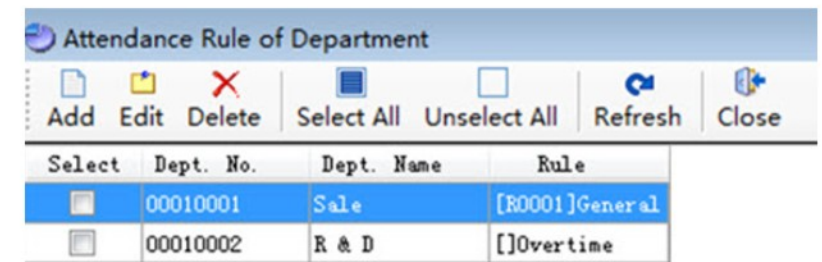 Attendance Rule of Department
Add Edit Delete Select All Unselect All Refresh Close
Select Dept. No. Dept. Name Rule
00010001 Sale [R0001]General
00010002 R & D []Overtime